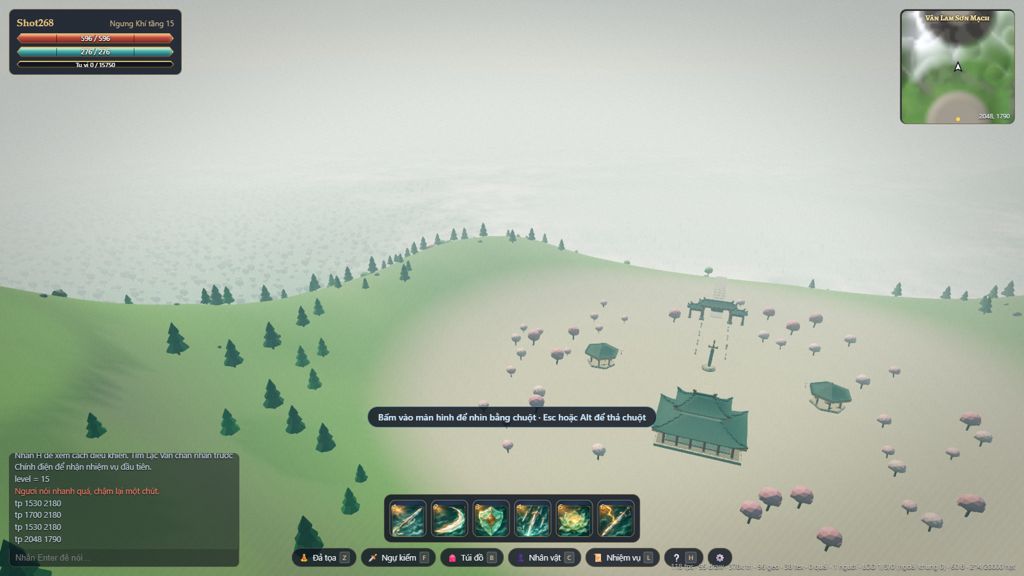 Shot268
Ngưng Khí tầng 15
596 / 596
276 / 276
Tu vi 0 / 15750
Vân Lam Sơn Mạch
2048, 1790
Bấm vào màn hình để nhìn bằng chuột · Esc hoặc Alt để thả chuột
Nhấn H để xem cách điều khiển. Tìm Lạc Vân chân nhân trước
Chính điện để nhận nhiệm vụ đầu tiên.
level = 15
Ngươi nói nhanh quá, chậm lại một chút.
tp 1530 2180
tp 1700 2180
tp 1530 2180
tp 2048 1790
Nhấn Enter để nói...
Đả tọa Z
Ngự kiếm F
Túi đồ B
Nhân vật C
Nhiệm vụ L
? H